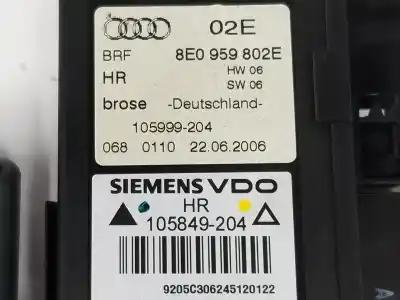 02E
BRF 8E0 959 802E
HR HW 06
SW 06
brose -Deutschland-
105999-204
068 0110 22.06.2006
SIEMENS VDO
HR
105849-204
9205C306245120122